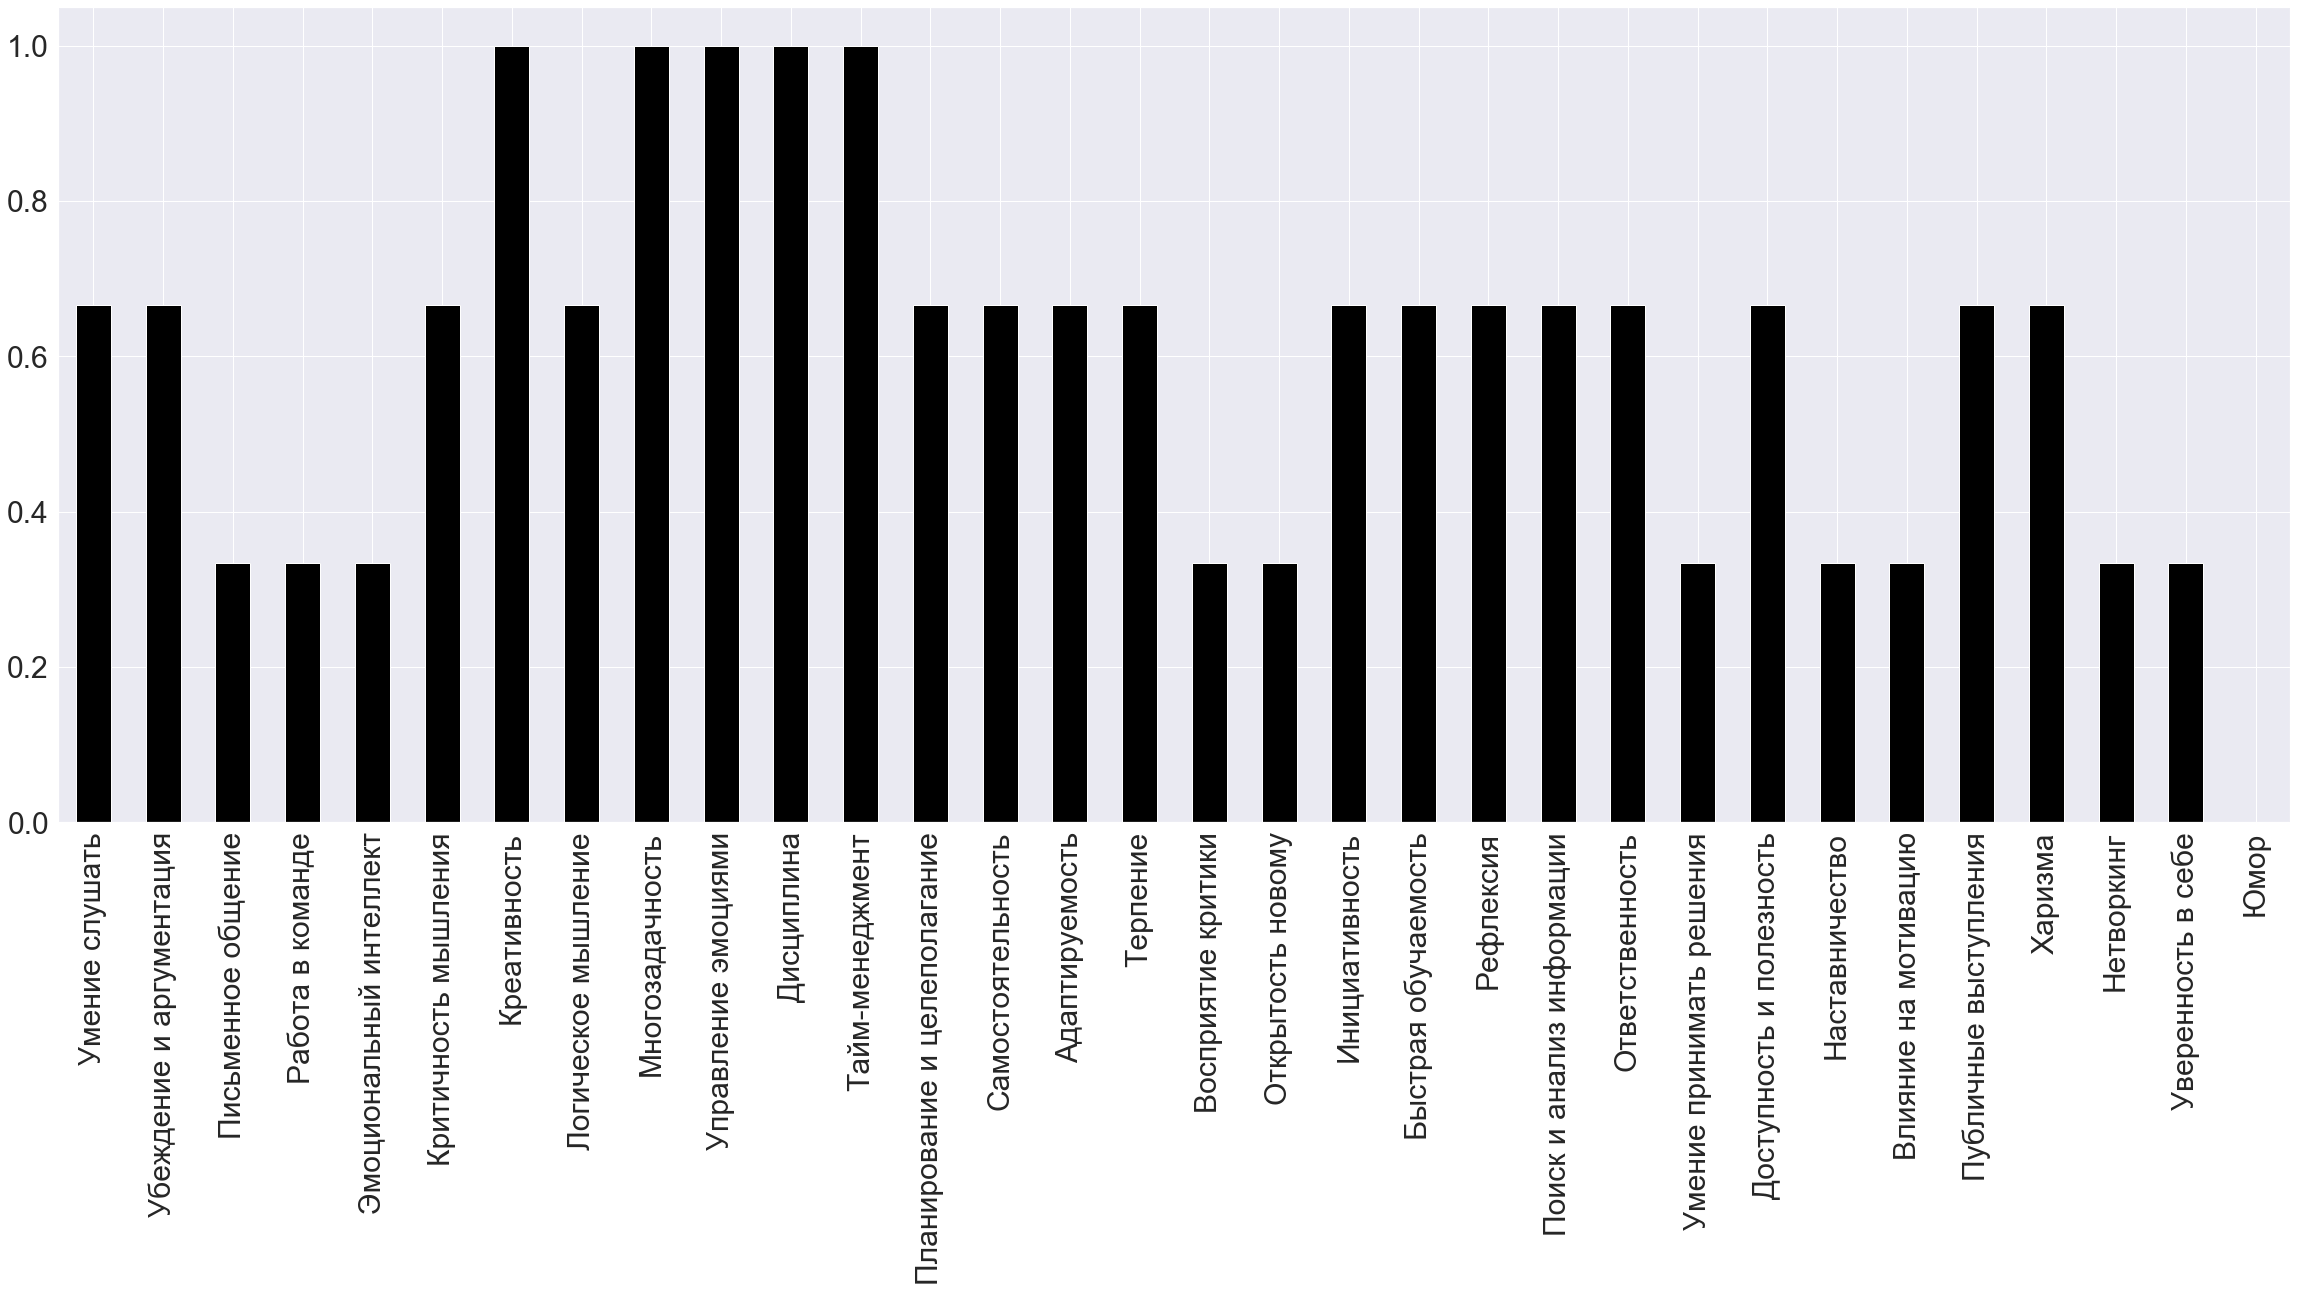 1.0
0.8
0.6
0.4
0.2
0.0
Умение слушать
Убеждение и аргументация
Письменное общение
Работа в команде
Эмоциональный интеллект
Критичность мышления
Креативность
Логическое мышление
Многозадачность
Управление эмоциями
Дисциплина
Тайм-менеджмент
Планирование и целеполагание
Самостоятельность
Адаптируемость
Терпение
Восприятие критики
Открытость новому
Инициативность
Быстрая обучаемость
Рефлексия
Поиск и анализ информации
Ответственность
Умение принимать решения
Доступность и полезность
Наставничество
Влияние на мотивацию
Публичные выступления
Харизма
Нетворкинг
Уверенность в себе
Юмор